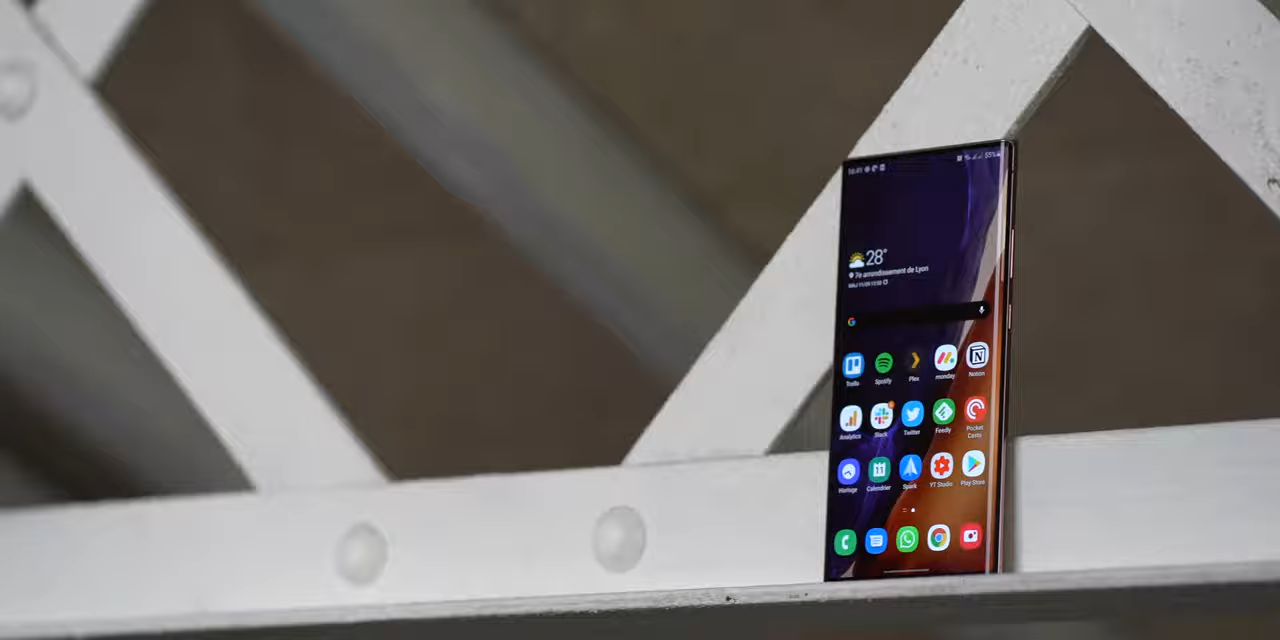 55%
28°
7e arrondissement de Lyon
Trello Spotify Plex monday Notion
Analytics Slack Twitter Feedly Pocket Casts
Horloge Calendrier Spark YT Studio Play Store